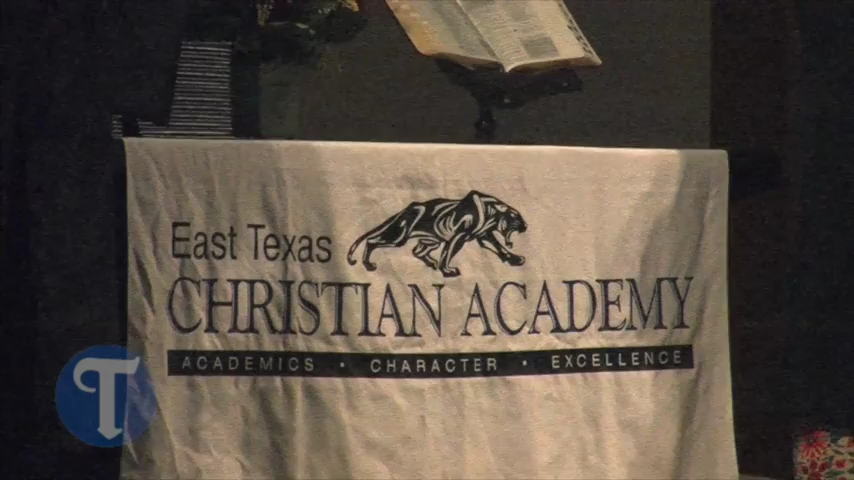 East Texas
CHRISTIAN ACADEMY
ACADEMICS · CHARACTER · EXCELLENCE
T